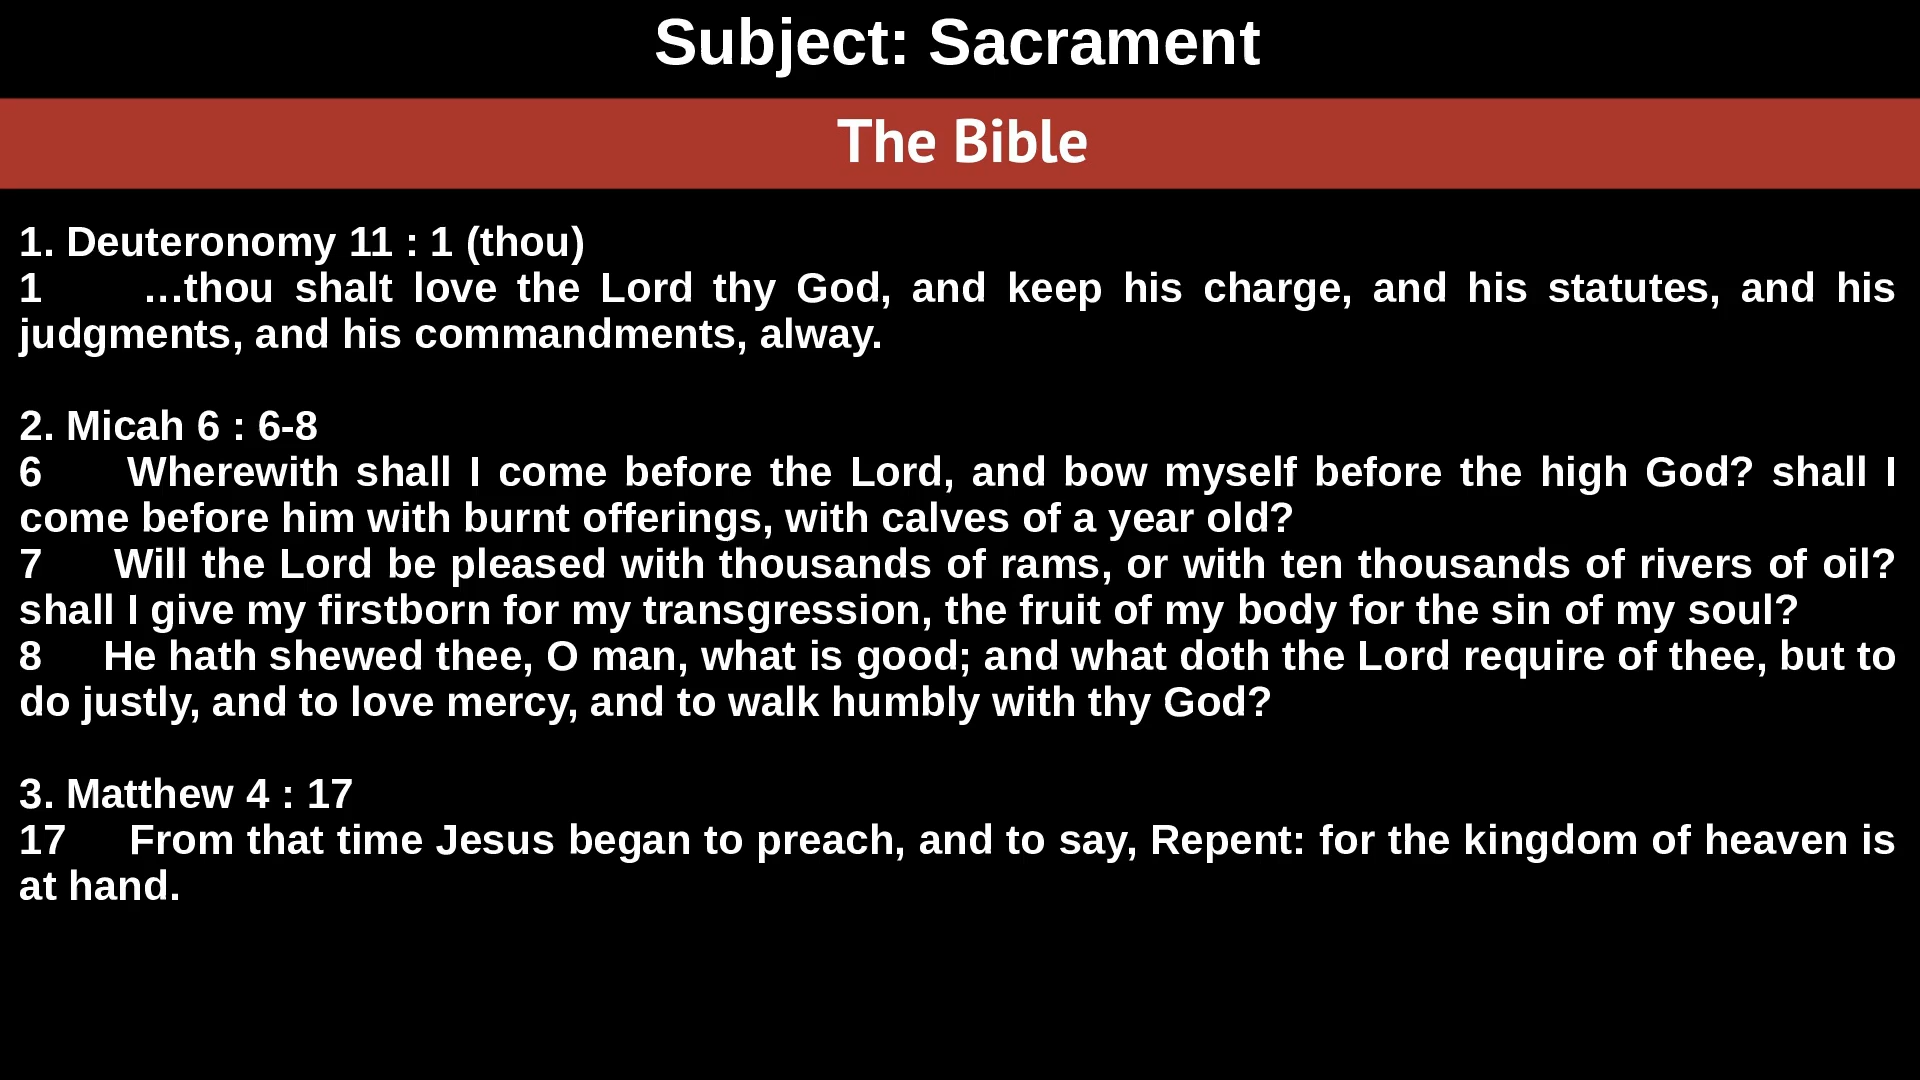 Subject: Sacrament
The Bible
1. Deuteronomy 11 : 1 (thou)
1 …thou shalt love the Lord thy God, and keep his charge, and his statutes, and his
judgments, and his commandments, alway.
2. Micah 6 : 6-8
6 Wherewith shall I come before the Lord, and bow myself before the high God? shall I
come before him with burnt offerings, with calves of a year old?
7 Will the Lord be pleased with thousands of rams, or with ten thousands of rivers of oil?
shall I give my firstborn for my transgression, the fruit of my body for the sin of my soul?
8 He hath shewed thee, O man, what is good; and what doth the Lord require of thee, but to
do justly, and to love mercy, and to walk humbly with thy God?
3. Matthew 4 : 17
17 From that time Jesus began to preach, and to say, Repent: for the kingdom of heaven is
at hand.